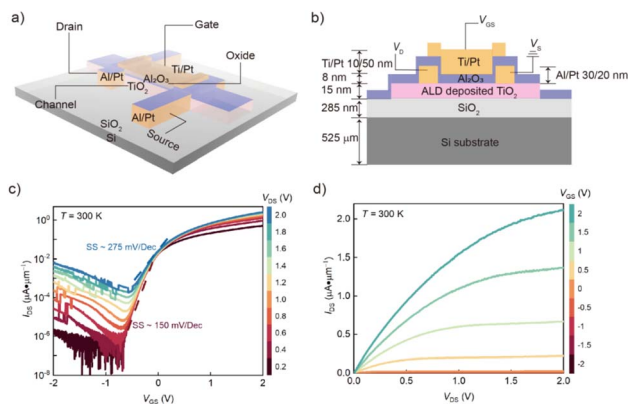 a)
Gate
Drain
Ti/Pt
Oxide
Al/Pt
Al₂O₃
TiO₂
Channel
Al/Pt
SiO₂
Source
Si
b)
V_GS
V_D
V_S
Ti/Pt 10/50 nm
8 nm
15 nm
285 nm
525 μm
Al₂O₃
Al/Pt 30/20 nm
ALD deposited TiO₂
SiO₂
Si substrate
c)
V_DS (V)
T = 300 K
SS ~ 275 mV/Dec
SS ~ 150 mV/Dec
I_DS (μA•μm⁻¹)
10⁰
10⁻²
10⁻⁴
10⁻⁶
10⁻⁸
-2 -1 0 1 2
V_GS (V)
2.0
1.8
1.6
1.4
1.2
1.0
0.8
0.6
0.4
0.2
d)
V_GS (V)
T = 300 K
I_DS (μA•μm⁻¹)
2.0
1.5
1.0
0.5
0.0
0.0 0.5 1.0 1.5 2.0
V_DS (V)
2
1.5
1
0.5
0
-0.5
-1
-1.5
-2